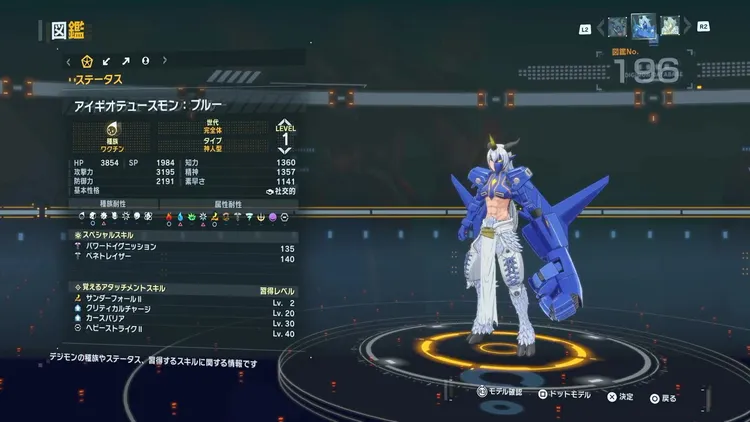 図鑑
L2
R2
図鑑No.
186
ステータス
アイギオテュースモン：ブルー
種族
ワクチン
世代
完全体
タイプ
神人型
LEVEL
1
HP 3854 SP 1984 知力 1360
攻撃力 3195 精神 1357
防御力 2191 素早さ 1141
基本性格 社交的
種族耐性 属性耐性
スペシャルスキル
パワードイグニッション 135
ペネトレイザー 140
覚えるアタッチメントスキル 習得レベル
サンダーフォールⅡ Lv. 2
クリティカルチャージ Lv. 20
カースバリア Lv. 30
ヘビーストライクⅡ Lv. 40
デジモンの種族やステータス、習得するスキルに関する情報です
R3 モデル確認 ドットモデル 決定 戻る